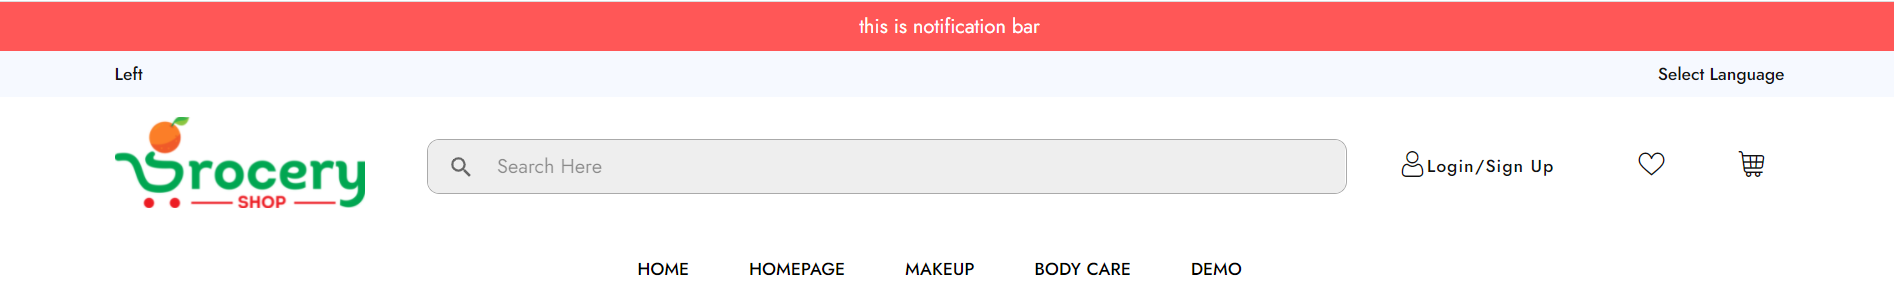 this is notification bar
Left
Select Language
Grocery
SHOP
Search Here
Login/Sign Up
HOME HOMEPAGE MAKEUP BODY CARE DEMO